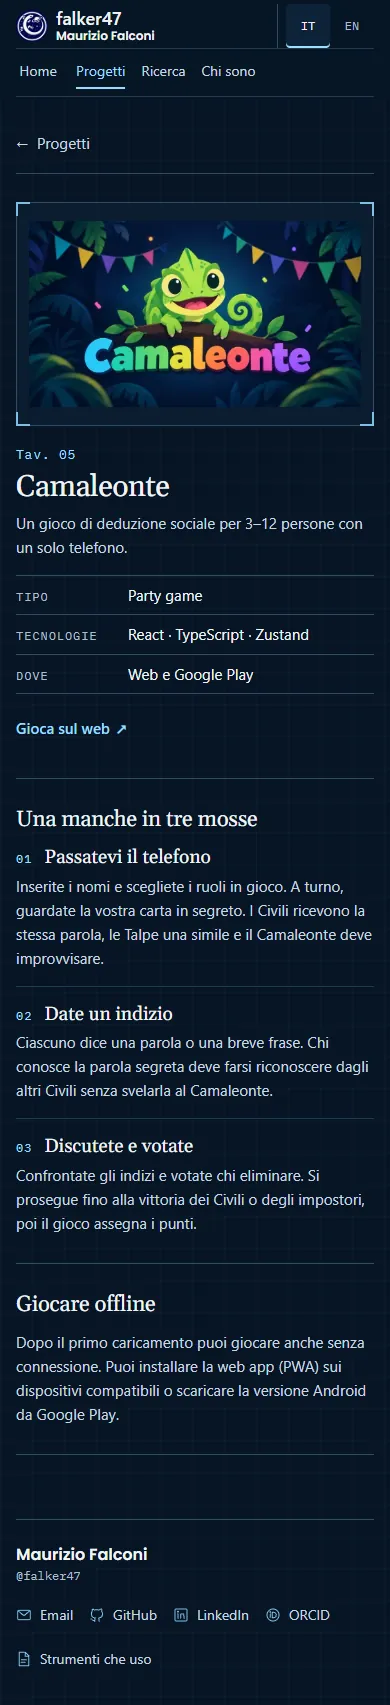 falker47
Maurizio Falconi
IT
EN
Home
Progetti
Ricerca
Chi sono
← Progetti
Camaleonte
Tav. 05
Camaleonte
Un gioco di deduzione sociale per 3–12 persone con
un solo telefono.
TIPO
Party game
TECNOLOGIE
React · TypeScript · Zustand
DOVE
Web e Google Play
Gioca sul web ↗
Una manche in tre mosse
01 Passatevi il telefono
Inserite i nomi e scegliete i ruoli in gioco. A turno,
guardate la vostra carta in segreto. I Civili ricevono la
stessa parola, le Talpe una simile e il Camaleonte deve
improvvisare.
02 Date un indizio
Ciascuno dice una parola o una breve frase. Chi
conosce la parola segreta deve farsi riconoscere dagli
altri Civili senza svelarla al Camaleonte.
03 Discutete e votate
Confrontate gli indizi e votate chi eliminare. Si
prosegue fino alla vittoria dei Civili o degli impostori,
poi il gioco assegna i punti.
Giocare offline
Dopo il primo caricamento puoi giocare anche senza
connessione. Puoi installare la web app (PWA) sui
dispositivi compatibili o scaricare la versione Android
da Google Play.
Maurizio Falconi
@falker47
Email
GitHub
LinkedIn
ORCID
Strumenti che uso